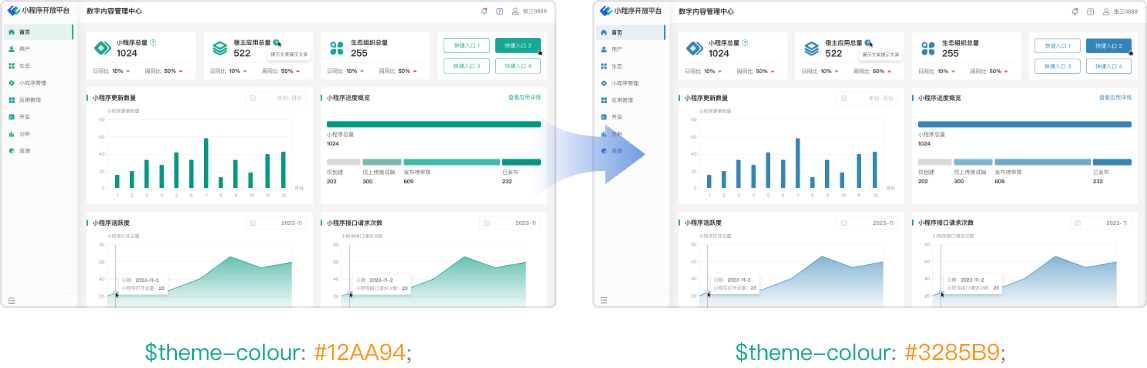 小程序开放平台
数字内容管理中心
张三0889
首页
用户
生态
小程序管理
应用管理
开发
分析
资源
小程序总量
1024
日同比 10% 周同比 50%
宿主应用总量
522
提示文案提示文案
日同比 10% 周同比 50%
生态组织总量
255
日同比 10% 周同比 50%
快捷入口 1
快捷入口 3
快捷入口 3
快捷入口 4
小程序更新数量
年份-月份
小程序更新数量
80
60
40
20
0
1 2 3 4 5 6 7 8 9 10 11 12
月份
小程序进度概览
查看应用详情
小程序总量
1024
仅创建 仅上传测试版 发布待审核 已发布
202 300 609 232
小程序活跃度
2023-11
小程序打开总量
80
60
40
20
日期: 2023-11-2
小程序打开总量: 23
小程序接口请求次数
2023-11
小程序接口请求次数
80
60
40
20
日期: 2023-11-2
小程序接口请求次数: 23
$theme-colour: #12AA94;
小程序开放平台
数字内容管理中心
张三0889
首页
用户
生态
小程序管理
应用管理
开发
分析
资源
小程序总量
1024
日同比 10% 周同比 50%
宿主应用总量
522
提示文案提示文案
日同比 10% 周同比 50%
生态组织总量
255
日同比 10% 周同比 50%
快捷入口 1
快捷入口 2
快捷入口 3
快捷入口 4
小程序更新数量
年份-月份
小程序更新数量
80
60
40
20
0
1 2 3 4 5 6 7 8 9 10 11 12
月份
小程序进度概览
查看应用详情
小程序总量
1024
仅创建 仅上传测试版 发布待审核 已发布
202 300 609 232
小程序活跃度
2023-11
小程序打开总量
80
60
40
20
日期: 2023-11-2
小程序打开总量: 23
小程序接口请求次数
2023-11
小程序接口请求次数
80
60
40
20
日期: 2023-11-2
小程序接口请求次数: 23
$theme-colour: #3285B9;